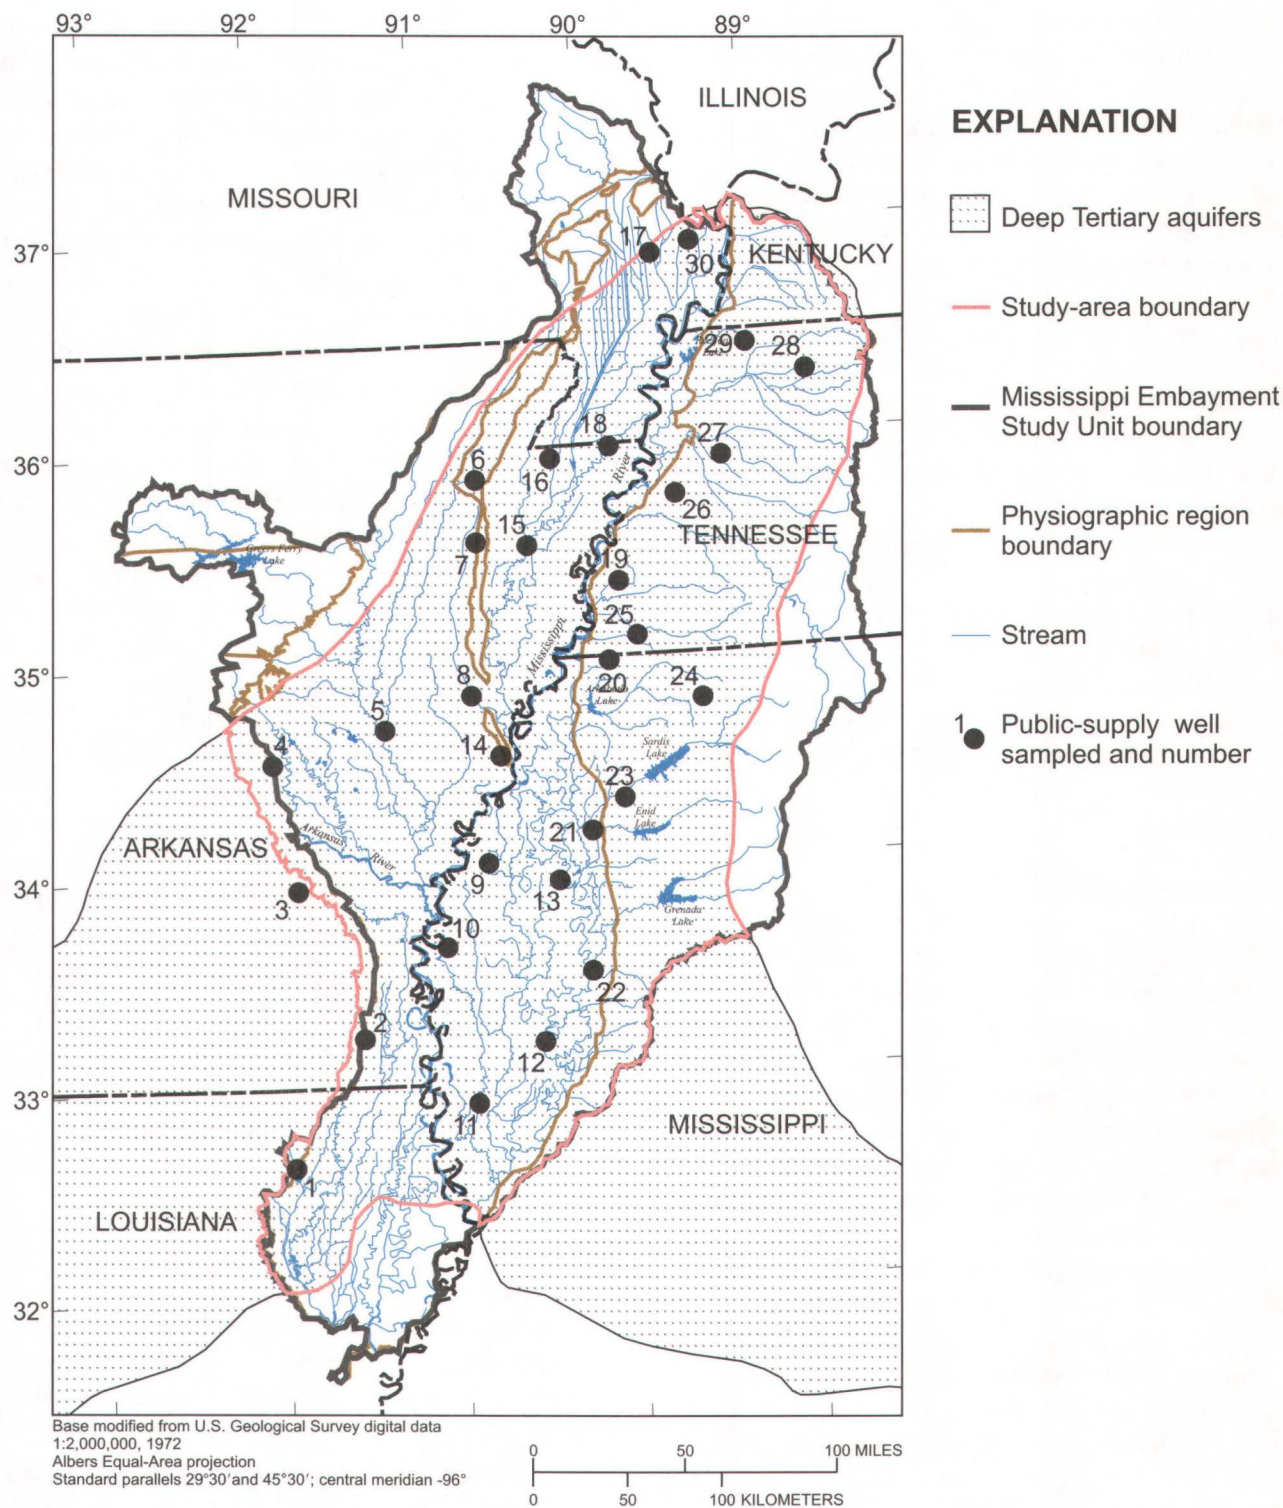 93° 92° 91° 90° 89°
ILLINOIS
MISSOURI
37°
17
30
KENTUCKY
29
28
36°
18
27
6
16
River
26
15
TENNESSEE
Greers Ferry
Lake
7
19
25
Mississippi
35°
8
20
24
Arkabutla
Lake
5
Sardis
Lake
4
14
23
Enid
Lake
21
Arkansas
River
ARKANSAS
34°
9
13
3
Grenada
Lake
10
22
2
12
33°
11
MISSISSIPPI
1
LOUISIANA
32°
EXPLANATION
Deep Tertiary aquifers
Study-area boundary
Mississippi Embayment
Study Unit boundary
Physiographic region
boundary
Stream
1
Public-supply well
sampled and number
Base modified from U.S. Geological Survey digital data
1:2,000,000, 1972
Albers Equal-Area projection
Standard parallels 29°30′ and 45°30′; central meridian -96°
0 50 100 MILES
0 50 100 KILOMETERS